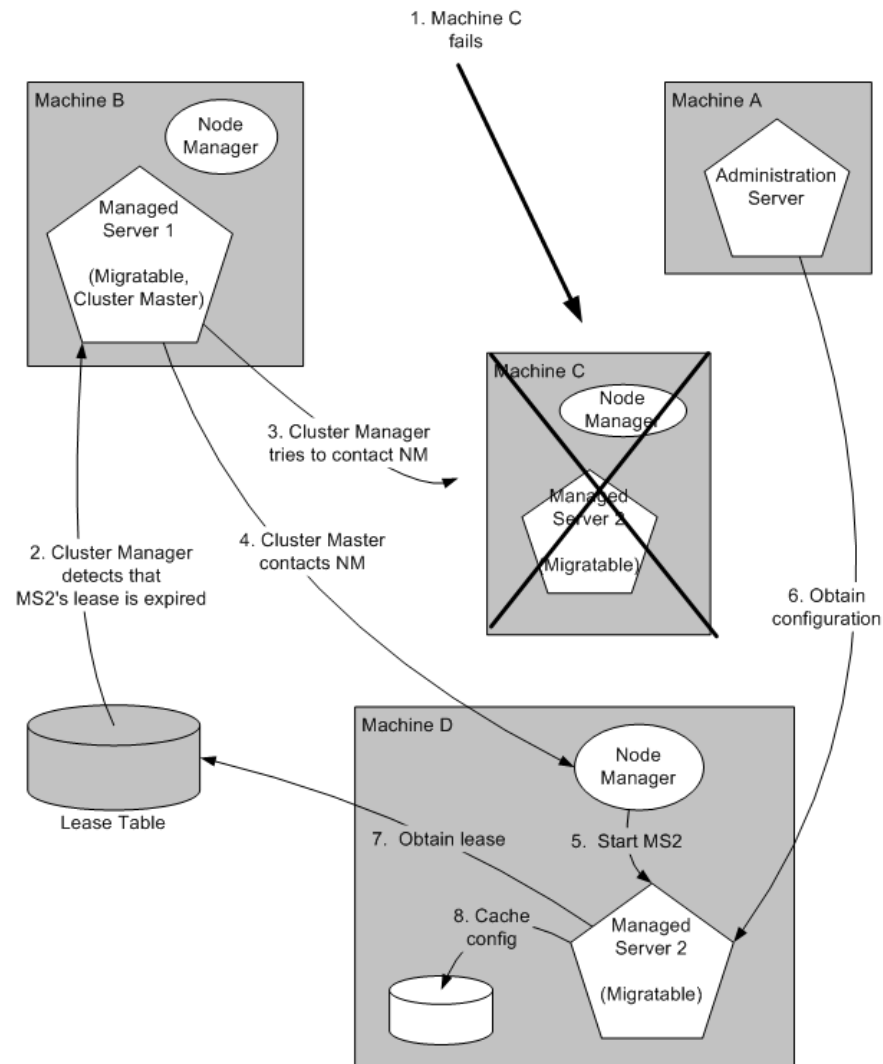 1. Machine C
fails
Machine B
Node
Manager
Managed
Server 1
(Migratable,
Cluster Master)
Machine A
Administration
Server
Machine C
Node
Manager
Managed
Server 2
(Migratable)
3. Cluster Manager
tries to contact NM
4. Cluster Master
contacts NM
2. Cluster Manager
detects that
MS2's lease is expired
6. Obtain
configuration
Lease Table
Machine D
Node
Manager
7. Obtain lease
5. Start MS2
8. Cache
config
Managed
Server 2
(Migratable)